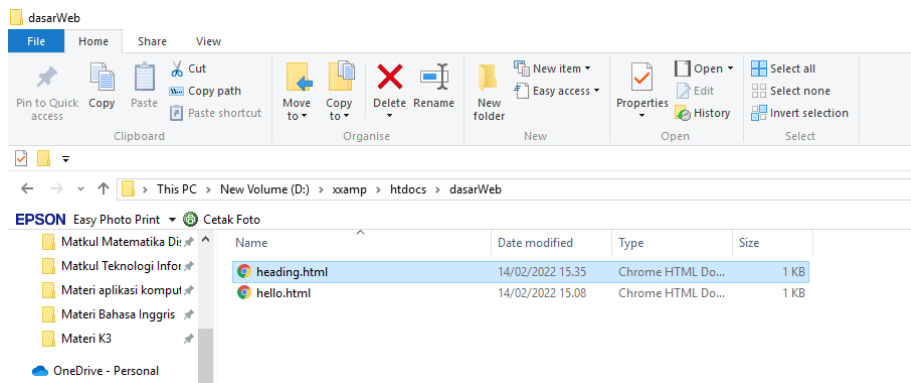 dasarWeb
File Home Share View
Pin to Quick access
Copy
Paste
Cut
Copy path
Paste shortcut
Clipboard
Move to
Copy to
Delete
Rename
Organise
New folder
New item
Easy access
New
Properties
Open
Edit
History
Open
Select all
Select none
Invert selection
Select
This PC > New Volume (D:) > xxamp > htdocs > dasarWeb
EPSON Easy Photo Print Cetak Foto
Matkul Matematika Di
Matkul Teknologi Infor
Materi aplikasi komput
Materi Bahasa Inggris
Materi K3
OneDrive - Personal
Name Date modified Type Size
heading.html 14/02/2022 15.35 Chrome HTML Do... 1 KB
hello.html 14/02/2022 15.08 Chrome HTML Do... 1 KB